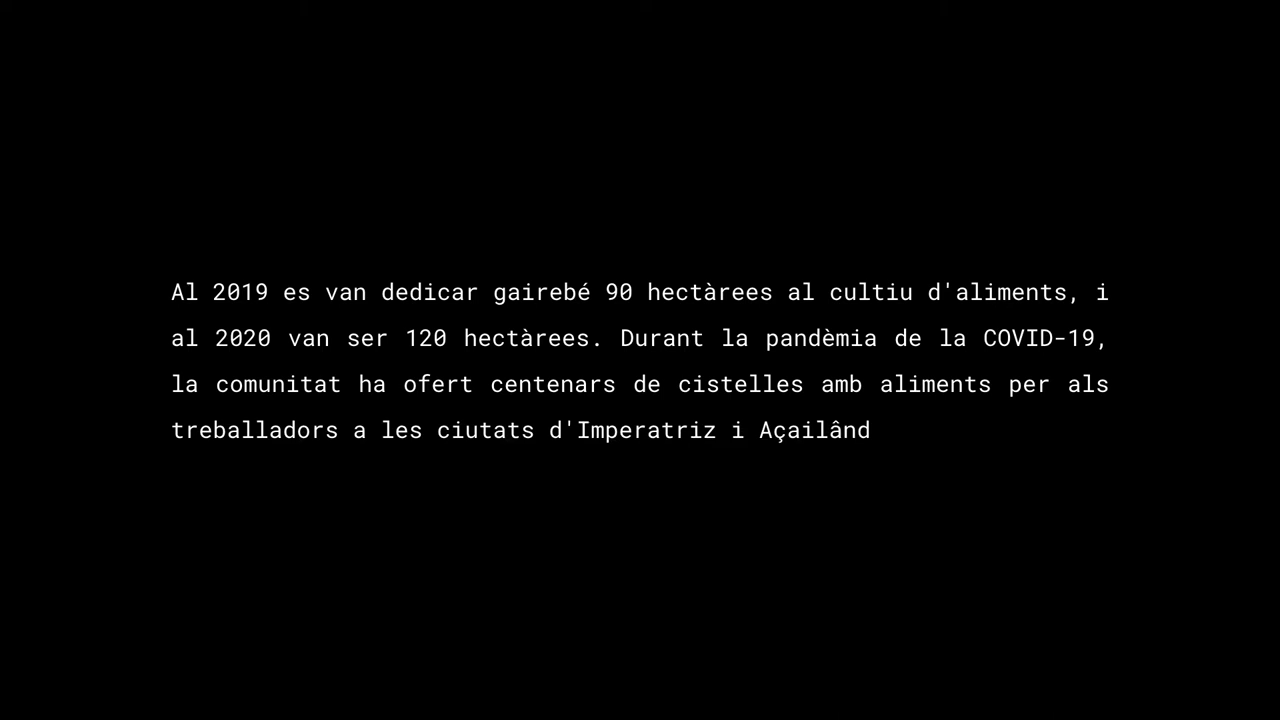 Al 2019 es van dedicar gairebé 90 hectàrees al cultiu d'aliments, i
al 2020 van ser 120 hectàrees. Durant la pandèmia de la COVID-19,
la comunitat ha ofert centenars de cistelles amb aliments per als
treballadors a les ciutats d'Imperatriz i Açailând